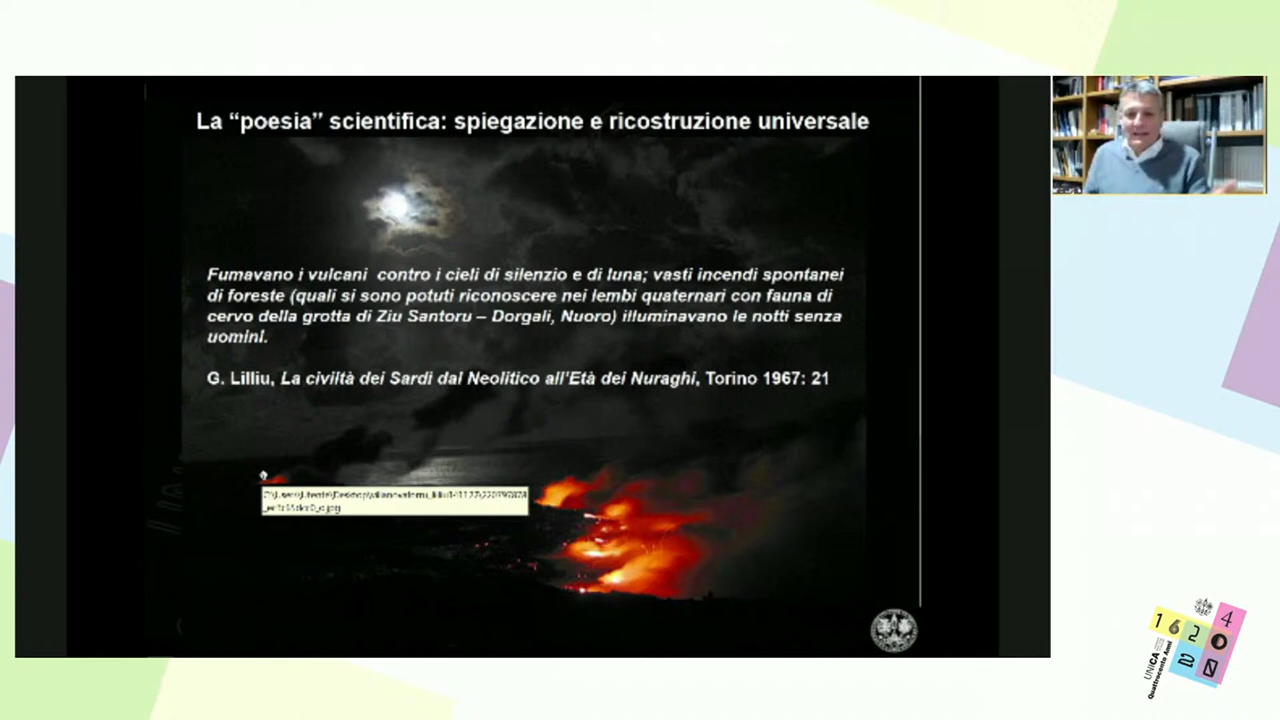 La “poesia” scientifica: spiegazione e ricostruzione universale
Fumavano i vulcani contro i cieli di silenzio e di luna; vasti incendi spontanei
di foreste (quali si sono potuti riconoscere nei lembi quaternari con fauna di
cervo della grotta di Ziu Santoru – Dorgali, Nuoro) illuminavano le notti senza
uomini.
G. Lilliu, La civiltà dei Sardi dal Neolitico all’Età dei Nuraghi, Torino 1967: 21
4
1620
20
UNICA
Quattrocento Anni